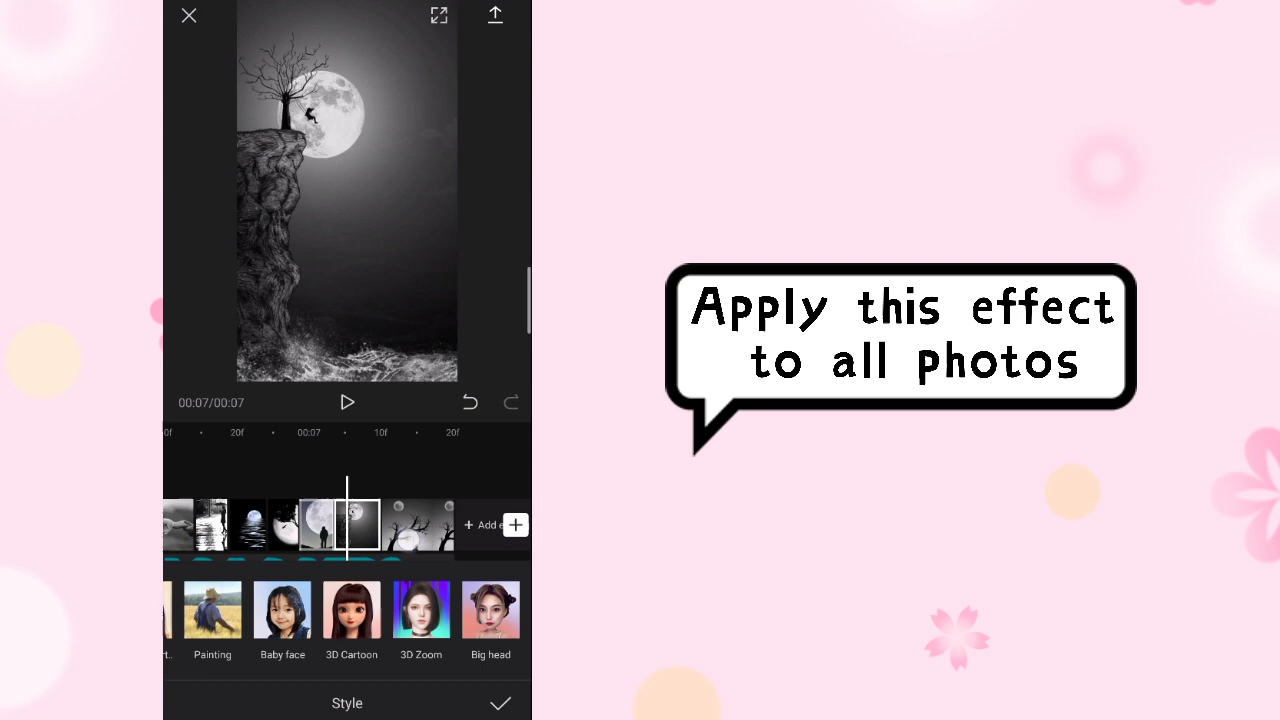 00:07/00:07
0f
20f
00:07
10f
20f
+ Add e
rt..
Painting
Baby face
3D Cartoon
3D Zoom
Big head
Style
Apply this effect
to all photos